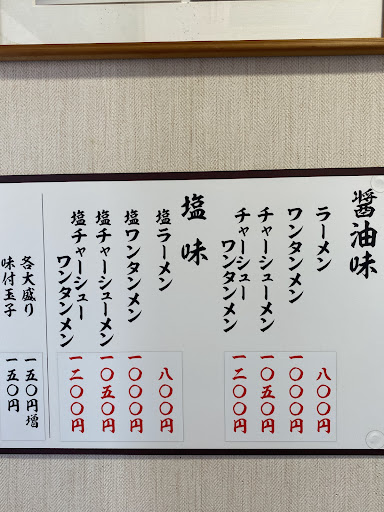 醤油味
ラーメン
八〇〇円
ワンタンメン
一〇〇〇円
チャーシューメン
一〇五〇円
チャーシュー
ワンタンメン
一二〇〇円
塩味
塩ラーメン
八〇〇円
塩ワンタンメン
一〇〇〇円
塩チャーシューメン
一〇五〇円
塩チャーシュー
ワンタンメン
一二〇〇円
各大盛り
一五〇円増
味付玉子
一五〇円